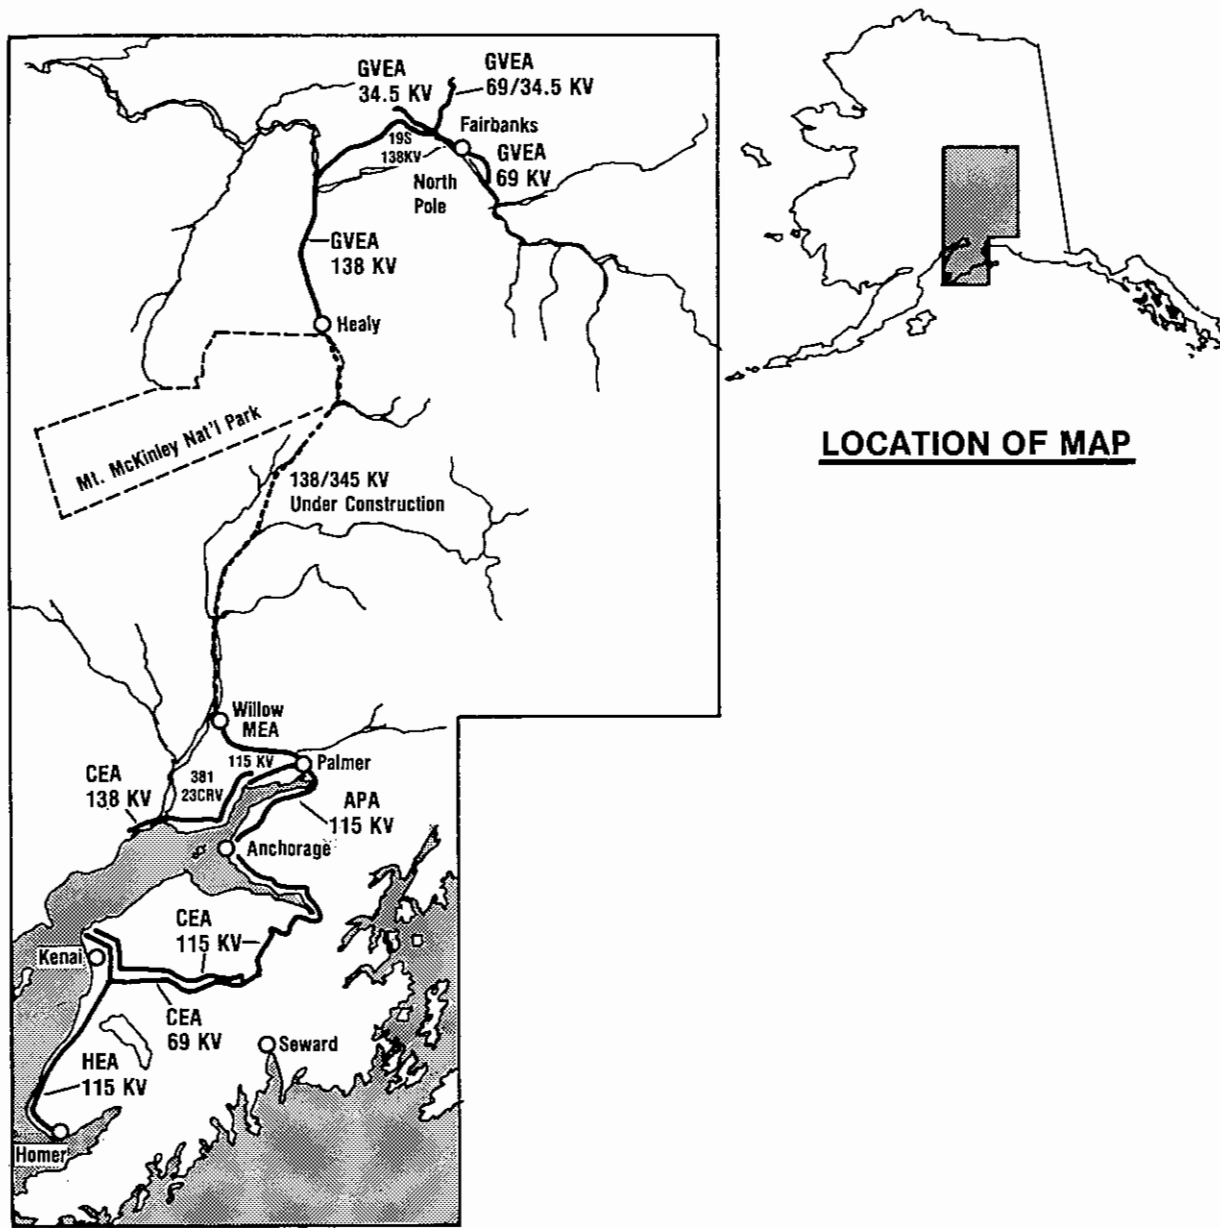 GVEA
34.5 KV
GVEA
69/34.5 KV
Fairbanks
19S
138KV
GVEA
69 KV
North
Pole
GVEA
138 KV
Healy
Mt. McKinley Nat'l Park
LOCATION OF MAP
138/345 KV
Under Construction
Willow
MEA
115 KV
Palmer
CEA
138 KV
381
23CRV
APA
115 KV
Anchorage
CEA
115 KV
Kenai
CEA
69 KV
Seward
HEA
115 KV
Homer